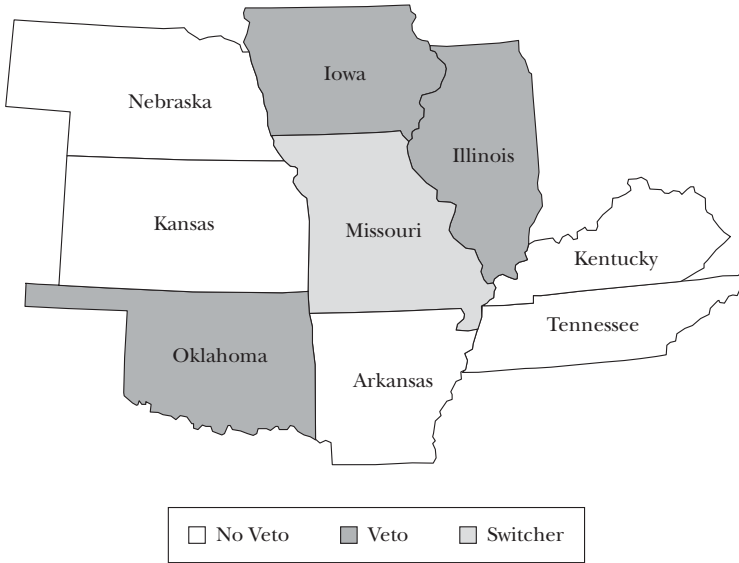 Iowa
Nebraska
Illinois
Kansas
Missouri
Kentucky
Tennessee
Oklahoma
Arkansas
No Veto Veto Switcher